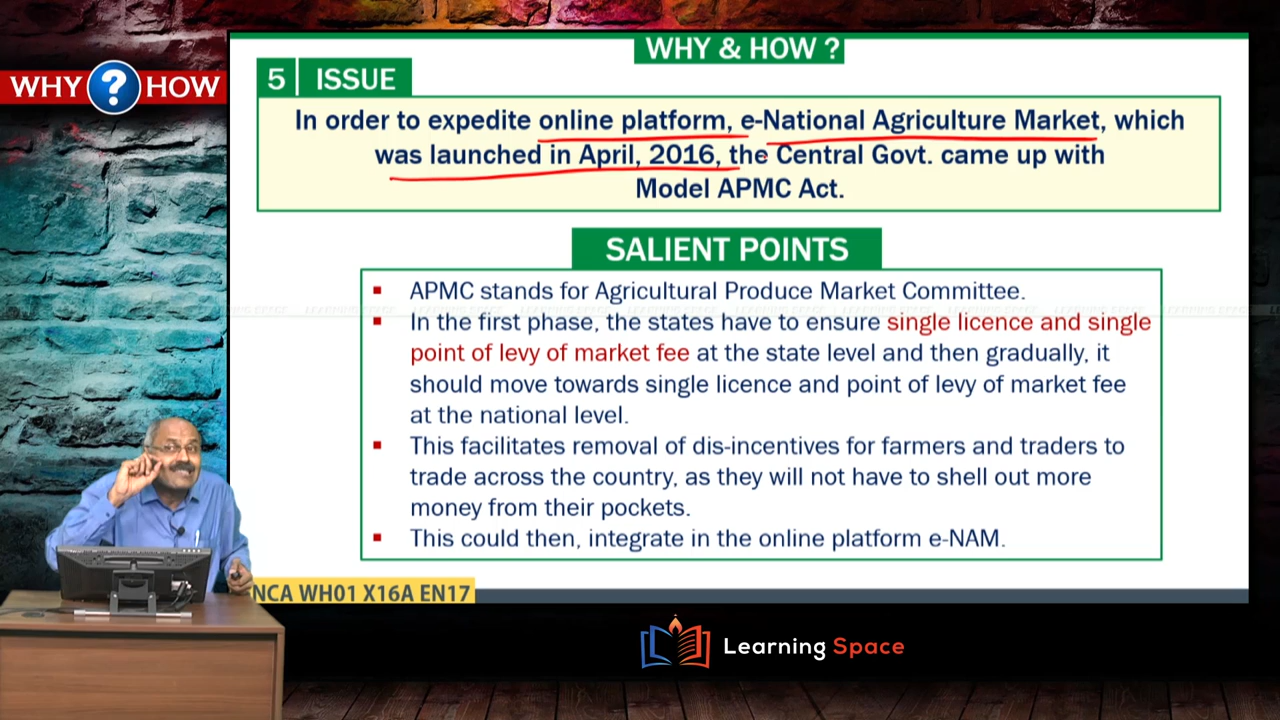 WHY & HOW ?
WHY ? HOW
5 ISSUE
In order to expedite online platform, e-National Agriculture Market, which
was launched in April, 2016, the Central Govt. came up with
Model APMC Act.
SALIENT POINTS
APMC stands for Agricultural Produce Market Committee.
In the first phase, the states have to ensure single licence and single
point of levy of market fee at the state level and then gradually, it
should move towards single licence and point of levy of market fee
at the national level.
This facilitates removal of dis-incentives for farmers and traders to
trade across the country, as they will not have to shell out more
money from their pockets.
This could then, integrate in the online platform e-NAM.
NCA WH01 X16A EN17
Learning Space